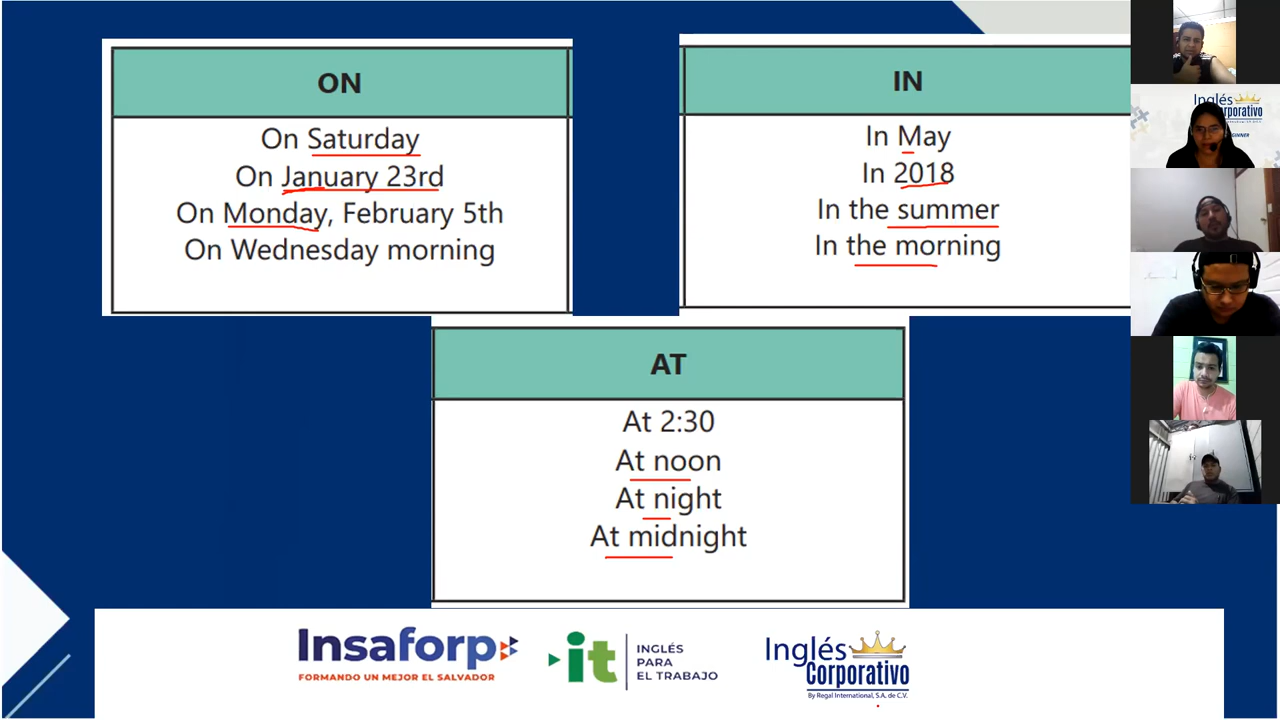 ON
On Saturday
On January 23rd
On Monday, February 5th
On Wednesday morning
IN
In May
In 2018
In the summer
In the morning
AT
At 2:30
At noon
At night
At midnight
Insaforp
FORMANDO UN MEJOR EL SALVADOR
it
INGLÉS
PARA
EL TRABAJO
Inglés
Corporativo
By Regal International, S.A. de C.V.
Inglés
Corporativo